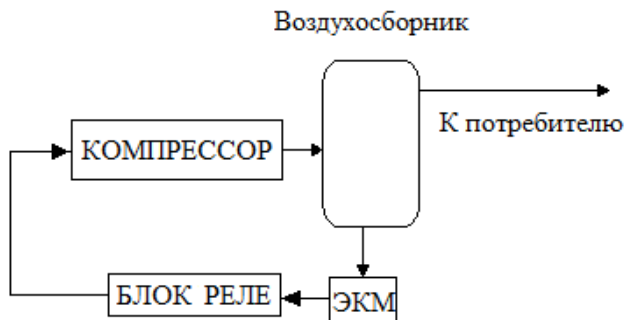 Воздухосборник
К потребителю
КОМПРЕССОР
БЛОК РЕЛЕ
ЭКМ